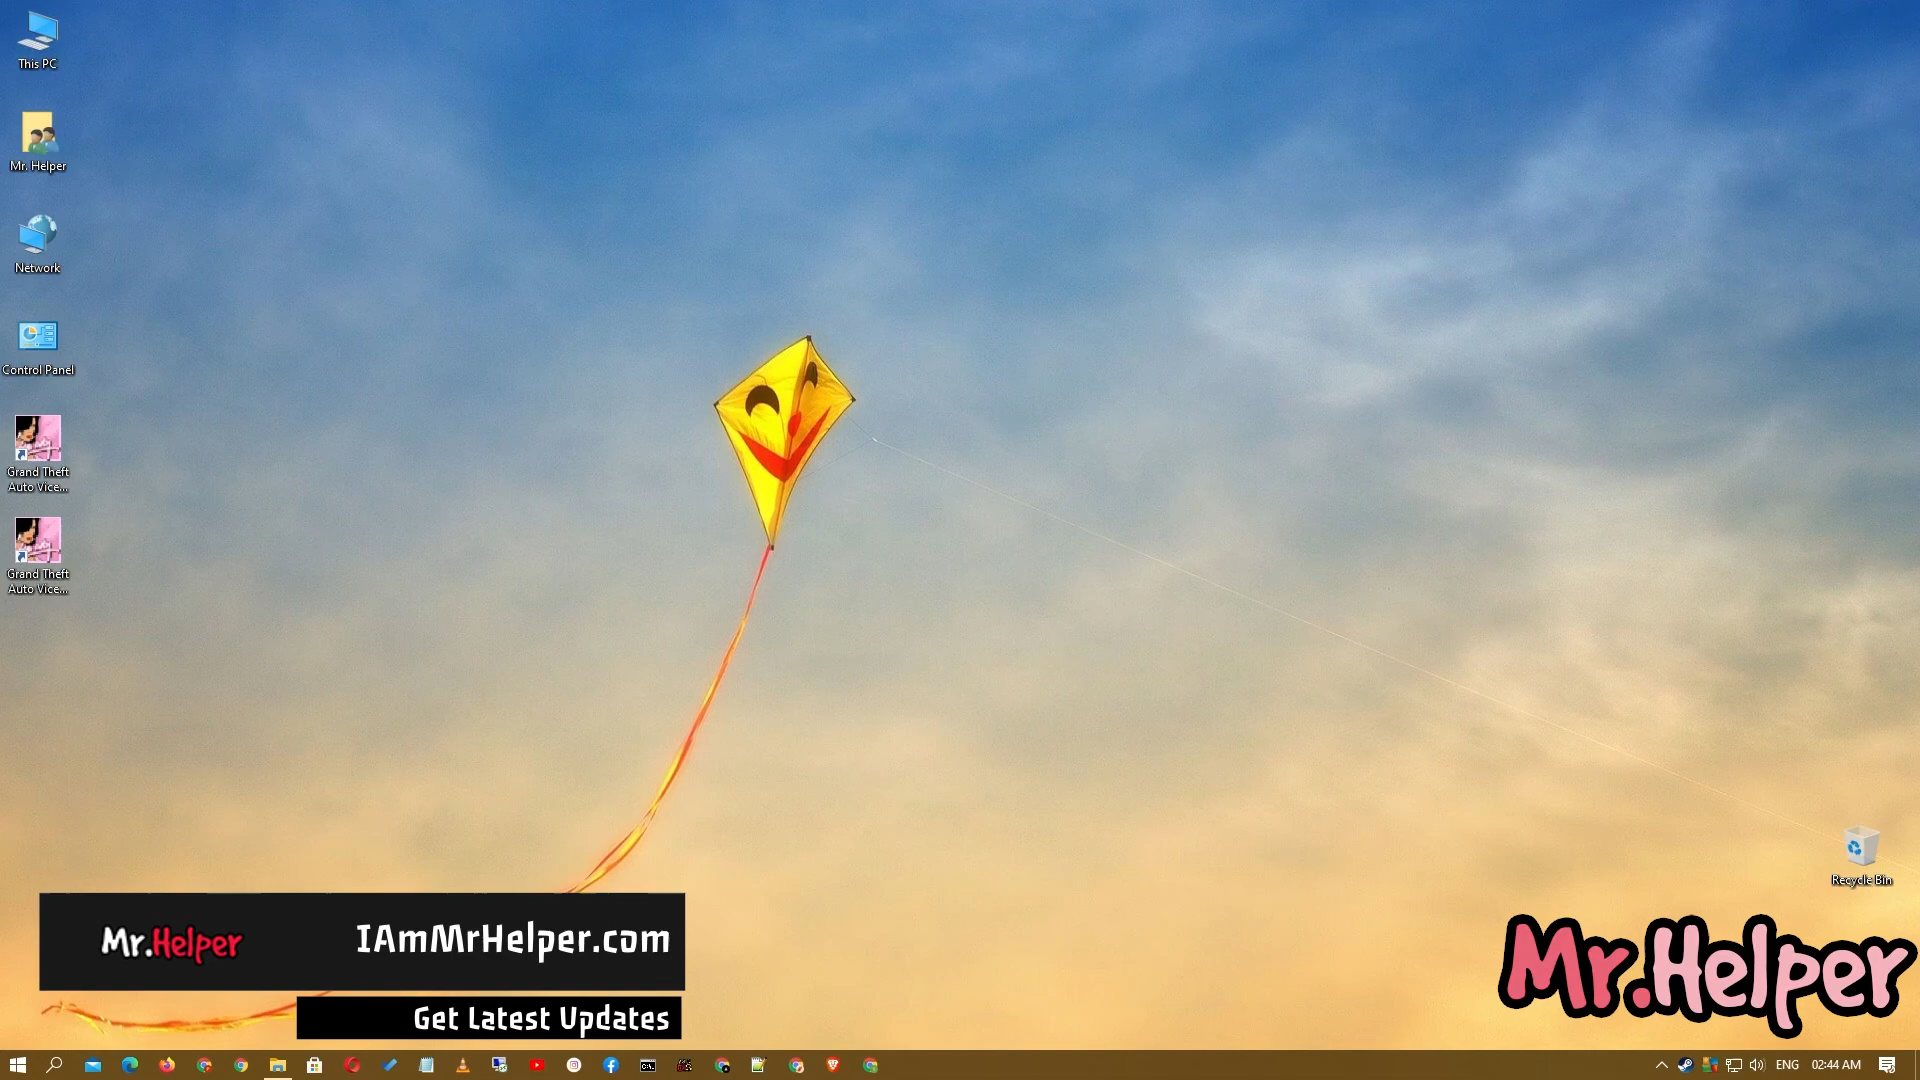 This PC
Mr. Helper
Network
Control Panel
Grand Theft
Auto Vice...
Grand Theft
Auto Vice...
Recycle Bin
Mr.Helper
IAmMrHelper.com
Get Latest Updates
Mr.Helper
ENG
02:44 AM